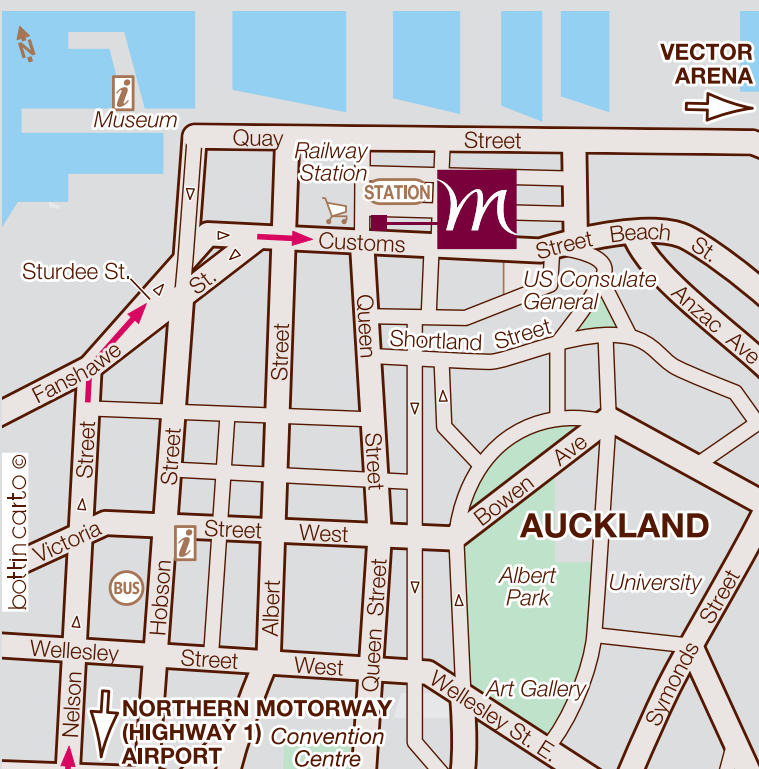 N
VECTOR
ARENA
i
Museum
Quay
Street
Railway
Station
STATION
m
Customs
Street
Beach
St.
Sturdee St.
St.
US Consulate
General
Anzac Ave
Queen
Shortland Street
Fanshawe
Street
Street
Street
Street
Bowen Ave
bottin carto ©
Victoria
i
Street
West
AUCKLAND
BUS
Hobson
Albert
Queen Street
Albert
Park
University
Symonds Street
Wellesley
Street
West
Art Gallery
Wellesley St. E.
Nelson
NORTHERN MOTORWAY
(HIGHWAY 1)
AIRPORT
Convention
Centre